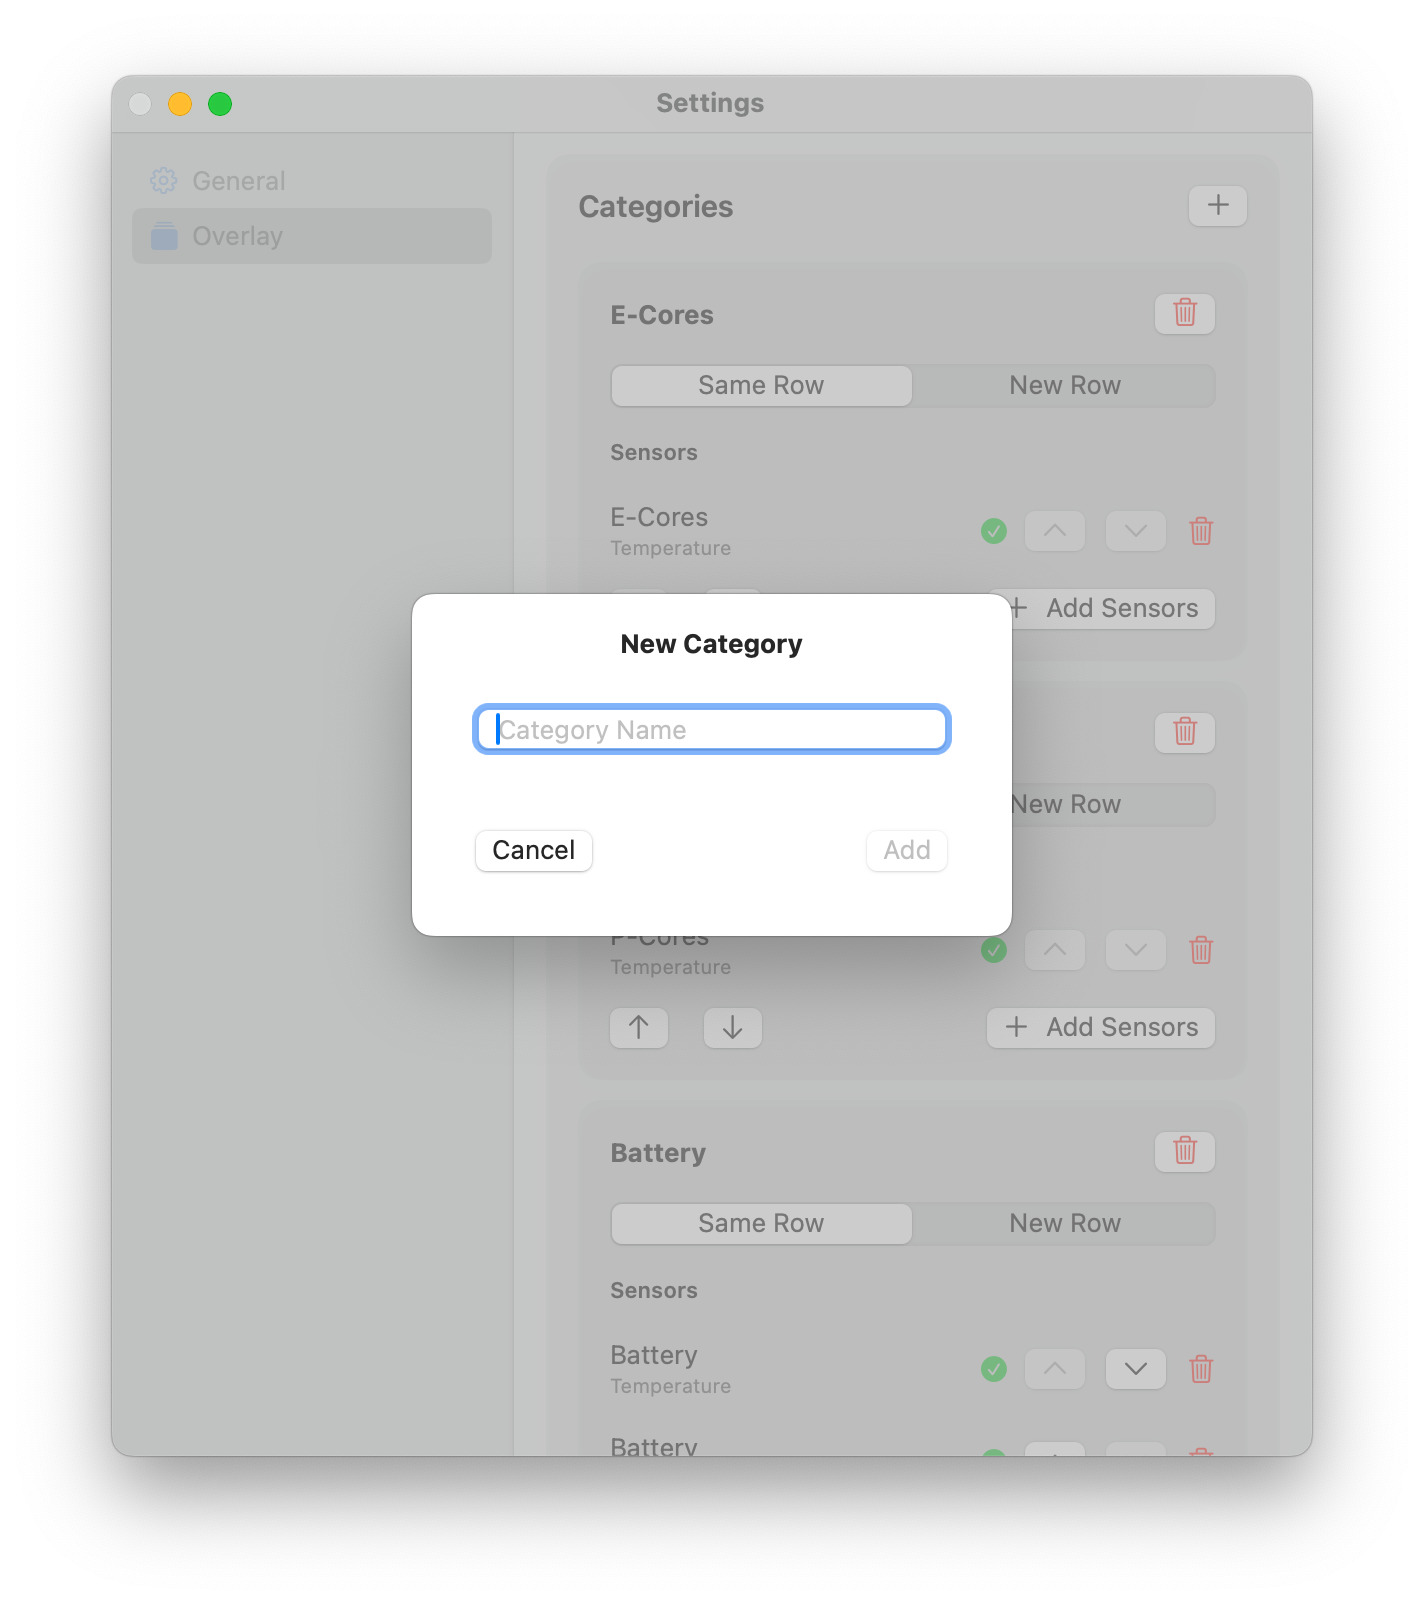 Settings
General
Overlay
Categories
E-Cores
Same Row New Row
Sensors
E-Cores
Temperature
Add Sensors
New Category
Category Name
Cancel Add
New Row
P-Cores
Temperature
Add Sensors
Battery
Same Row New Row
Sensors
Battery
Temperature
Battery